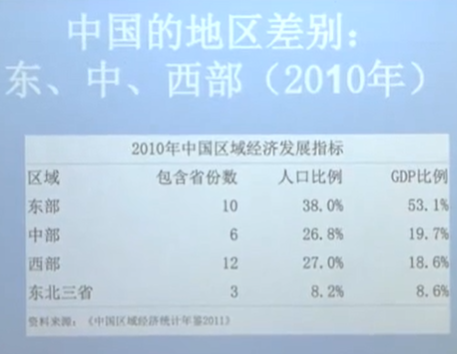 中国的地区差别：
东、中、西部（2010年）
2010年中国区域经济发展指标
区域 包含省份数 人口比例 GDP比例
东部 10 38.0% 53.1%
中部 6 26.8% 19.7%
西部 12 27.0% 18.6%
东北三省 3 8.2% 8.6%
资料来源：《中国区域经济统计年鉴2011》